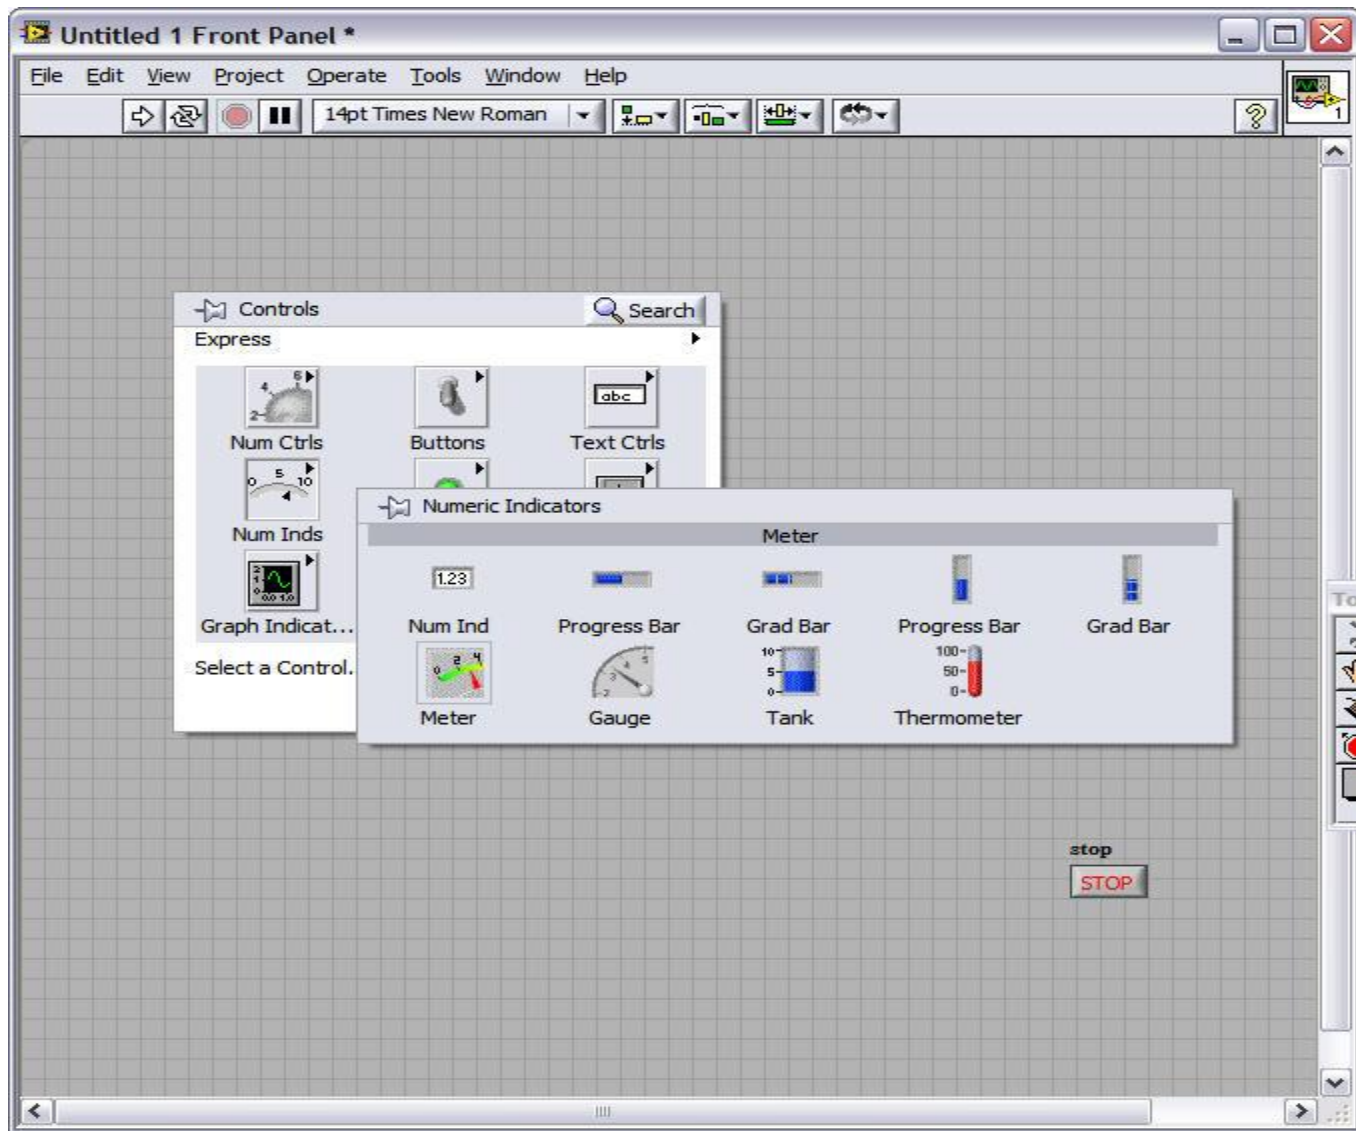 Untitled 1 Front Panel *
File Edit View Project Operate Tools Window Help
14pt Times New Roman
1
Controls Search
Express
Num Ctrls Buttons Text Ctrls
Num Inds
Graph Indicat...
Select a Control.
Numeric Indicators
Meter
1.23
Num Ind Progress Bar Grad Bar Progress Bar Grad Bar
Meter Gauge Tank Thermometer
To
stop
STOP